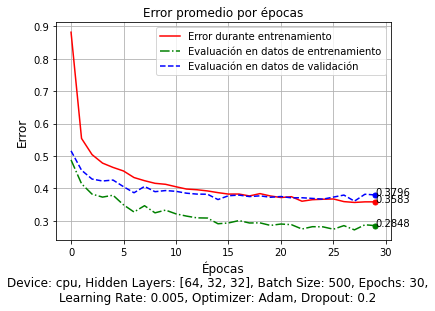 Error promedio por épocas
Error durante entrenamiento
Evaluación en datos de entrenamiento
Evaluación en datos de validación
Error
0.9
0.8
0.7
0.6
0.5
0.4
0.3
0.3796
0.3583
0.2848
0 5 10 15 20 25 30
Épocas
Device: cpu, Hidden Layers: [64, 32, 32], Batch Size: 500, Epochs: 30,
Learning Rate: 0.005, Optimizer: Adam, Dropout: 0.2